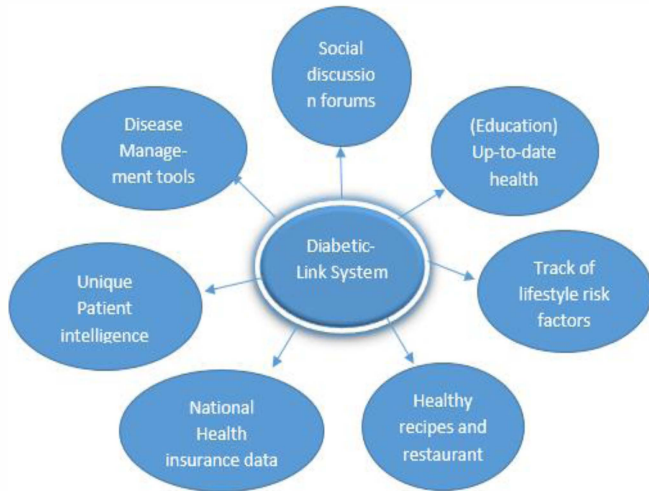 Social
discussio
n forums
(Education)
Up-to-date
health
Disease
Manage-
ment tools
Diabetic-
Link System
Track of
lifestyle risk
factors
Unique
Patient
intelligence
National
Health
insurance data
Healthy
recipes and
restaurant